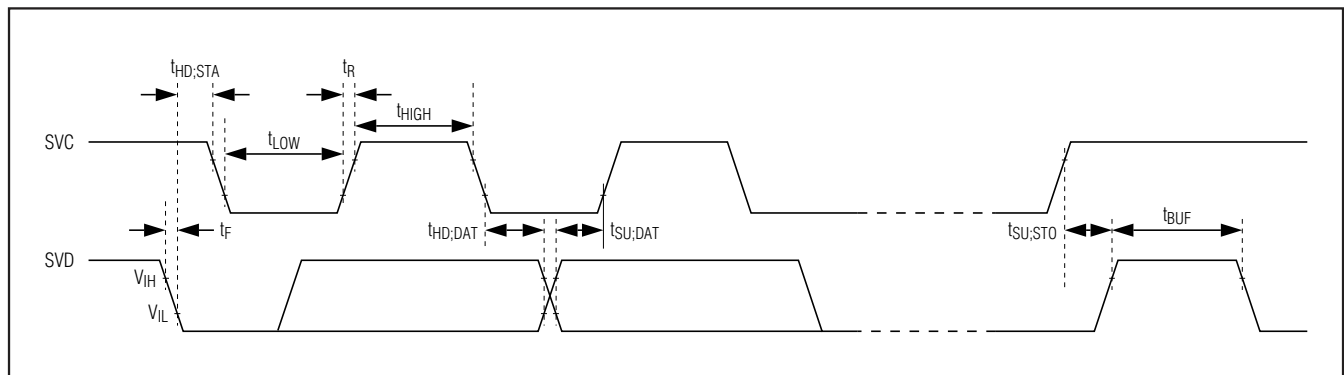 tHD;STA
tR
tHIGH
SVC
tLOW
tF
tHD;DAT
tSU;DAT
tSU;STO
tBUF
SVD
VIH
VIL